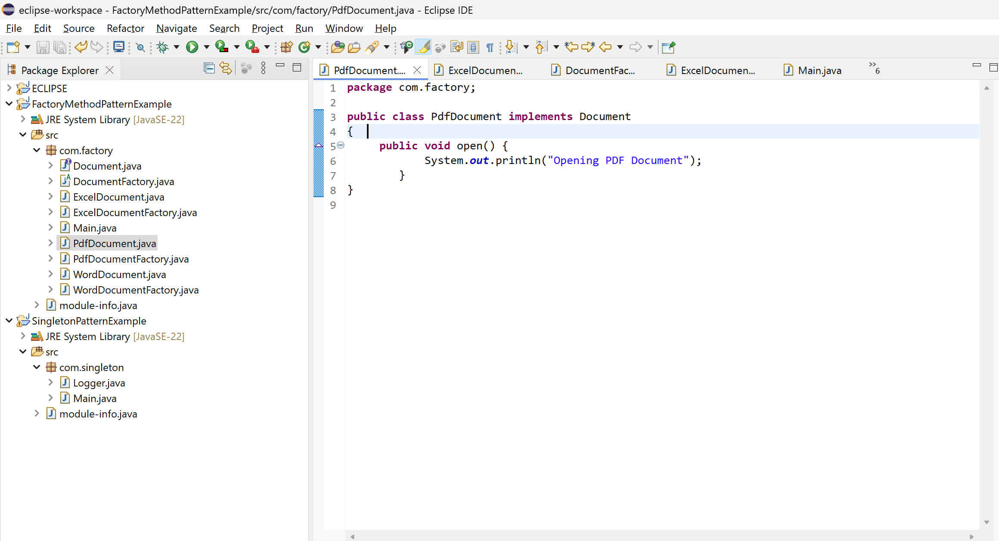 eclipse-workspace - FactoryMethodPatternExample/src/com/factory/PdfDocument.java - Eclipse IDE
File Edit Source Refactor Navigate Search Project Run Window Help
Package Explorer
ECLIPSE
FactoryMethodPatternExample
JRE System Library [JavaSE-22]
src
com.factory
Document.java
DocumentFactory.java
ExcelDocument.java
ExcelDocumentFactory.java
Main.java
PdfDocument.java
PdfDocumentFactory.java
WordDocument.java
WordDocumentFactory.java
module-info.java
SingletonPatternExample
JRE System Library [JavaSE-22]
src
com.singleton
Logger.java
Main.java
module-info.java
PdfDocument.... ExcelDocumen... DocumentFac... ExcelDocumen... Main.java »6
1 package com.factory;
2
3 public class PdfDocument implements Document
4 {
5 public void open() {
6 System.out.println("Opening PDF Document");
7 }
8 }
9